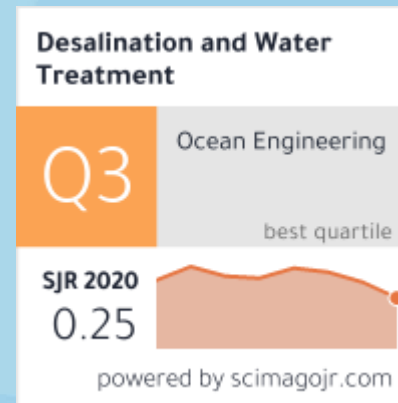 Desalination and Water
Treatment
Q3
Ocean Engineering
best quartile
SJR 2020
0.25
powered by scimagojr.com